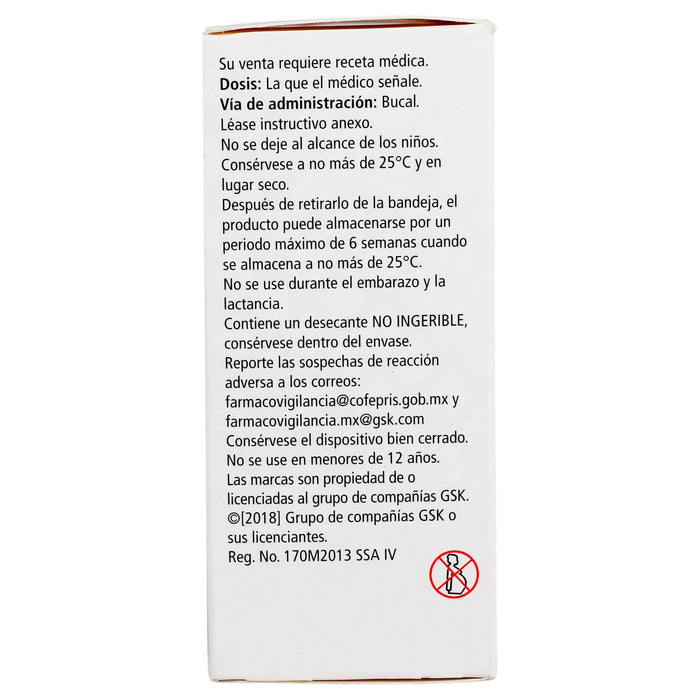 Su venta requiere receta médica.
Dosis: La que el médico señale.
Vía de administración: Bucal.
Léase instructivo anexo.
No se deje al alcance de los niños.
Consérvese a no más de 25°C y en
lugar seco.
Después de retirarlo de la bandeja, el
producto puede almacenarse por un
periodo máximo de 6 semanas cuando
se almacena a no más de 25°C.
No se use durante el embarazo y la
lactancia.
Contiene un desecante NO INGERIBLE,
consérvese dentro del envase.
Reporte las sospechas de reacción
adversa a los correos:
farmacovigilancia@cofepris.gob.mx y
farmacovigilancia.mx@gsk.com
Consérvese el dispositivo bien cerrado.
No se use en menores de 12 años.
Las marcas son propiedad de o
licenciadas al grupo de compañías GSK.
©[2018] Grupo de compañías GSK o
sus licenciantes.
Reg. No. 170M2013 SSA IV